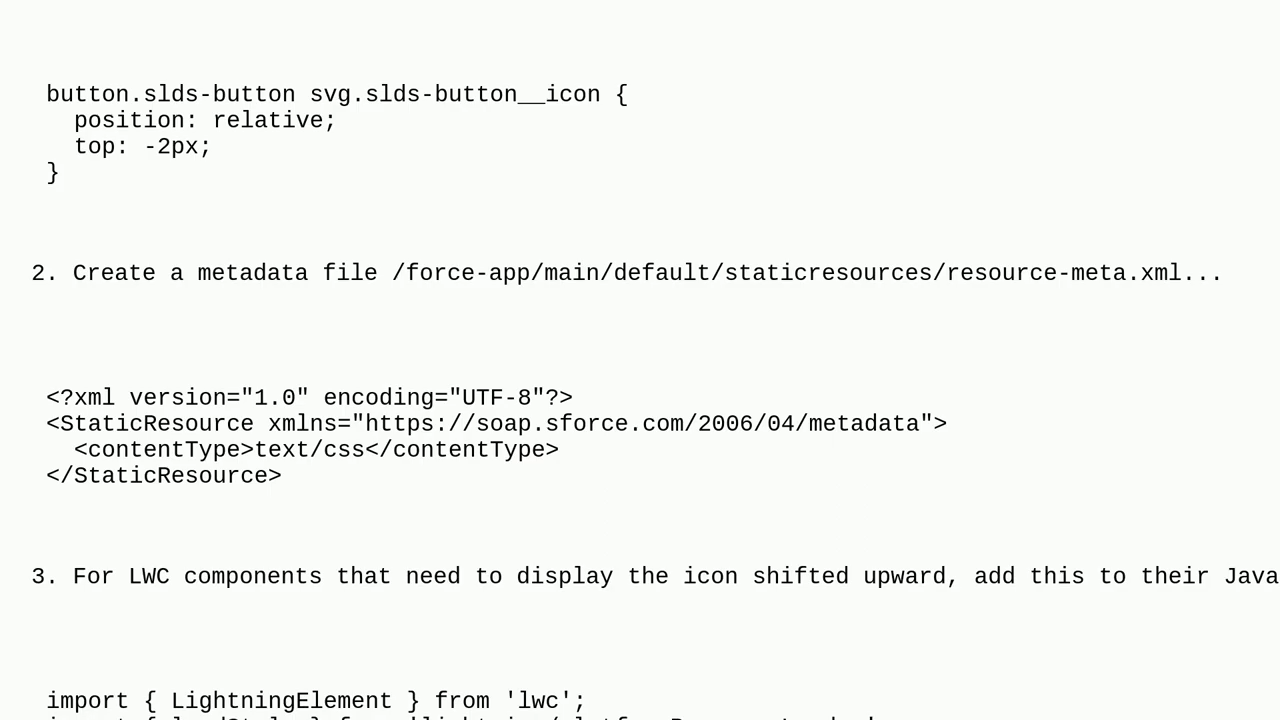 button.slds-button svg.slds-button__icon {
position: relative;
top: -2px;
}
2. Create a metadata file /force-app/main/default/staticresources/resource-meta.xml...
<?xml version="1.0" encoding="UTF-8"?>
<StaticResource xmlns="https://soap.sforce.com/2006/04/metadata">
<contentType>text/css</contentType>
</StaticResource>
3. For LWC components that need to display the icon shifted upward, add this to their Java
import { LightningElement } from 'lwc';